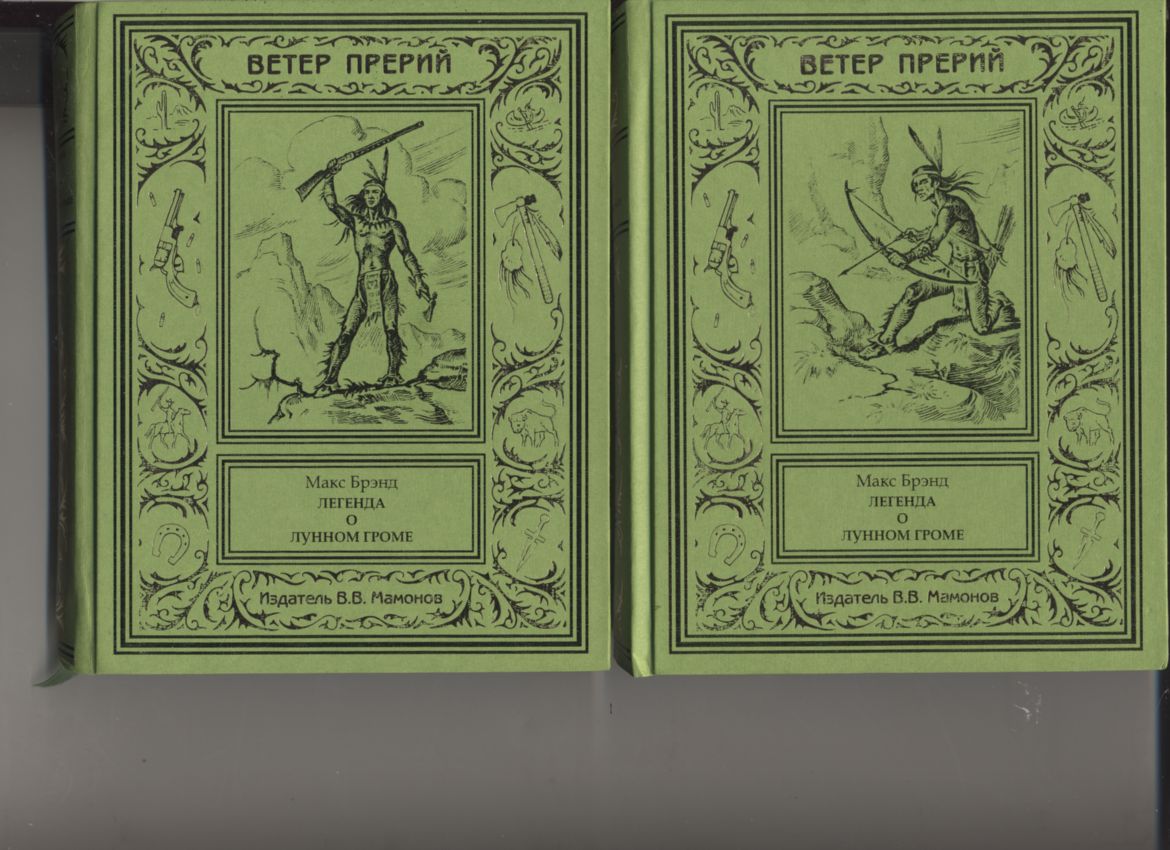 ВЕТЕР ПРЕРИЙ
Макс Брэнд
ЛЕГЕНДА
О
ЛУННОМ ГРОМЕ
Издатель В.В. Мамонов
ВЕТЕР ПРЕРИЙ
Макс Брэнд
ЛЕГЕНДА
О
ЛУННОМ ГРОМЕ
Издатель В.В. Мамонов